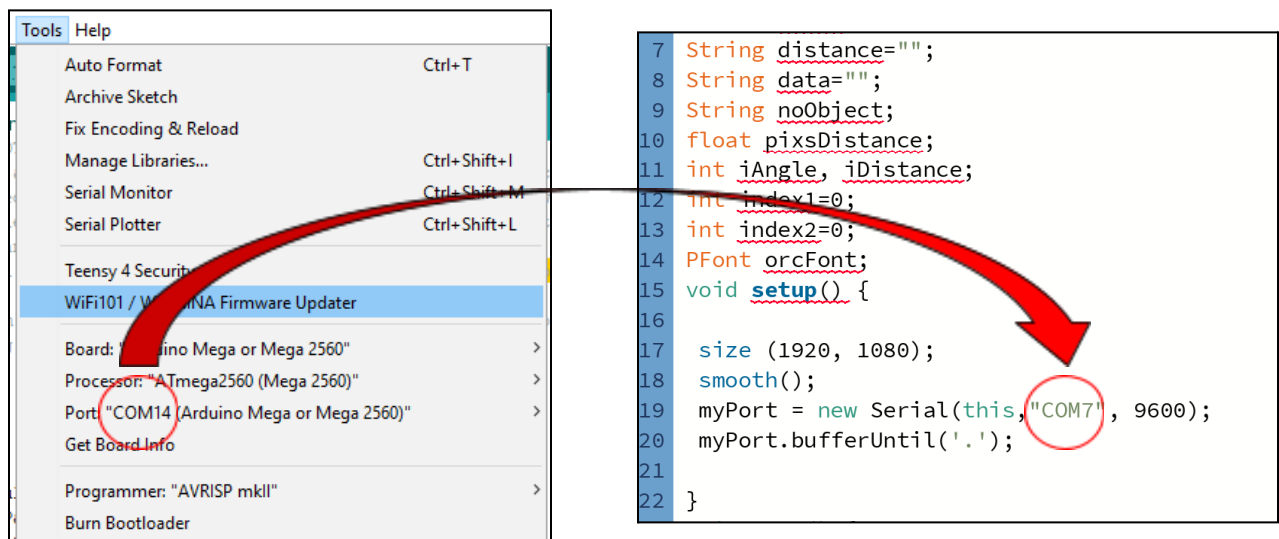 Tools Help
Auto Format Ctrl+T
Archive Sketch
Fix Encoding & Reload
Manage Libraries... Ctrl+Shift+I
Serial Monitor Ctrl+Shift+M
Serial Plotter Ctrl+Shift+L
Teensy 4 Security
WiFi101 / NA Firmware Updater
Board: " ino Mega or Mega 2560"
Processor: "ATmega2560 (Mega 2560)"
Port: "COM14 (Arduino Mega or Mega 2560)"
Get Board Info
Programmer: "AVRISP mkII"
Burn Bootloader
7 String distance="";
8 String data="";
9 String noObject;
10 float pixsDistance;
11 int iAngle, iDistance;
12 int index1=0;
13 int index2=0;
14 PFont orcFont;
15 void setup() {
16
17 size (1920, 1080);
18 smooth();
19 myPort = new Serial(this,"COM7", 9600);
20 myPort.bufferUntil('.');
21
22 }